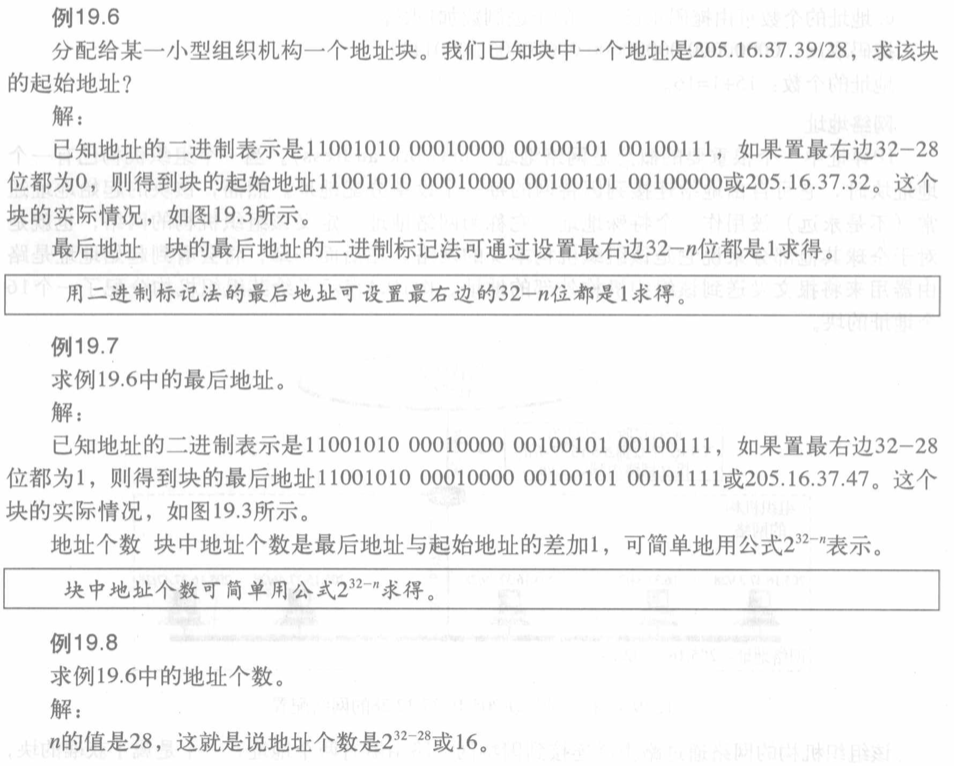 例19.6
分配给某一小型组织机构一个地址块。我们已知块中一个地址是205.16.37.39/28，求该块
的起始地址？
解：
已知地址的二进制表示是11001010 00010000 00100101 00100111，如果置最右边32−28
位都为0，则得到块的起始地址11001010 00010000 00100101 00100000或205.16.37.32。这个
块的实际情况，如图19.3所示。
最后地址 块的最后地址的二进制标记法可通过设置最右边32−n位都是1求得。
用二进制标记法的最后地址可设置最右边的32−n位都是1求得。
例19.7
求例19.6中的最后地址。
解：
已知地址的二进制表示是11001010 00010000 00100101 00100111，如果置最右边32−28
位都为1，则得到块的最后地址11001010 00010000 00100101 00101111或205.16.37.47。这个
块的实际情况，如图19.3所示。
地址个数 块中地址个数是最后地址与起始地址的差加1，可简单地用公式2³²⁻ⁿ表示。
块中地址个数可简单用公式2³²⁻ⁿ求得。
例19.8
求例19.6中的地址个数。
解：
n的值是28，这就是说地址个数是2³²⁻²⁸或16。